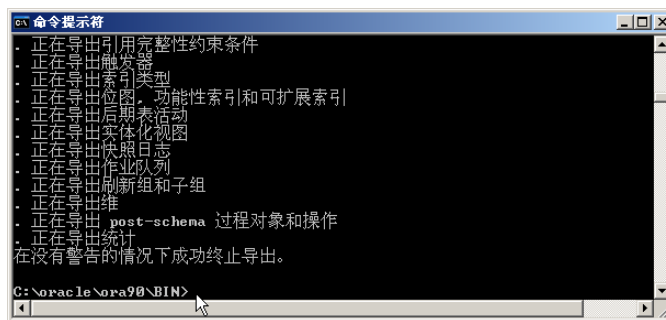 命令提示符
. 正在导出引用完整性约束条件
. 正在导出触发器
. 正在导出索引类型
. 正在导出位图, 功能性索引和可扩展索引
. 正在导出后期表活动
. 正在导出实体化视图
. 正在导出快照日志
. 正在导出作业队列
. 正在导出刷新组和子组
. 正在导出维
. 正在导出 post-schema 过程对象和操作
. 正在导出统计
在没有警告的情况下成功终止导出。
C:\oracle\ora90\BIN>